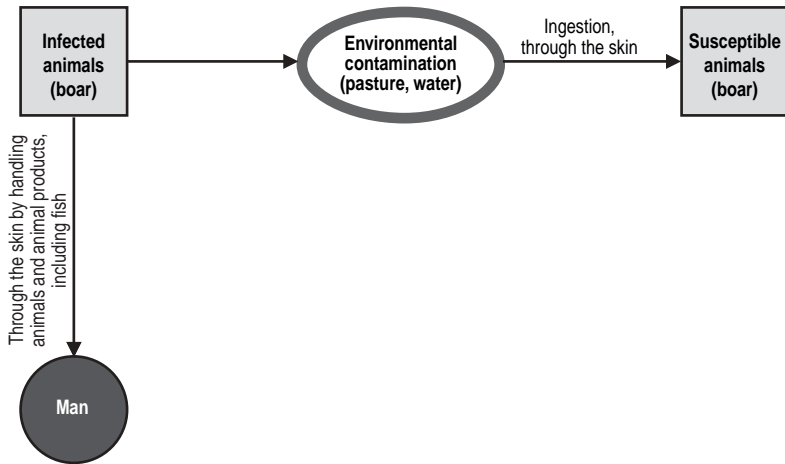 Infected
animals
(boar)
Environmental
contamination
(pasture, water)
Ingestion,
through the skin
Susceptible
animals
(boar)
Through the skin by handling
animals and animal products,
including fish
Man